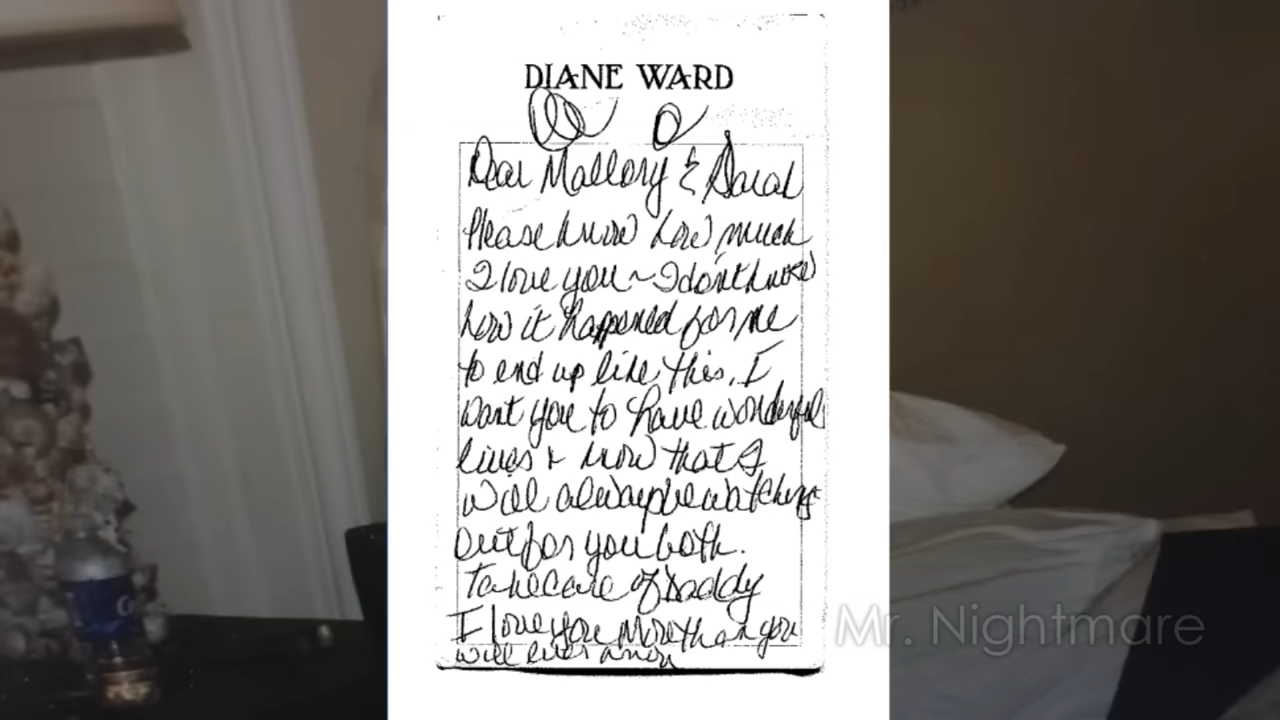 DIANE WARD
Dear Mallory & Sarah
Please know how much
I love you ~ I don't know
how it happened for me
to end up like this. I
want you to have wonderful
lives & know that I
will always be watching
out for you both.
Take care of Daddy
I love you more than you
will ever know
Mr. Nightmare